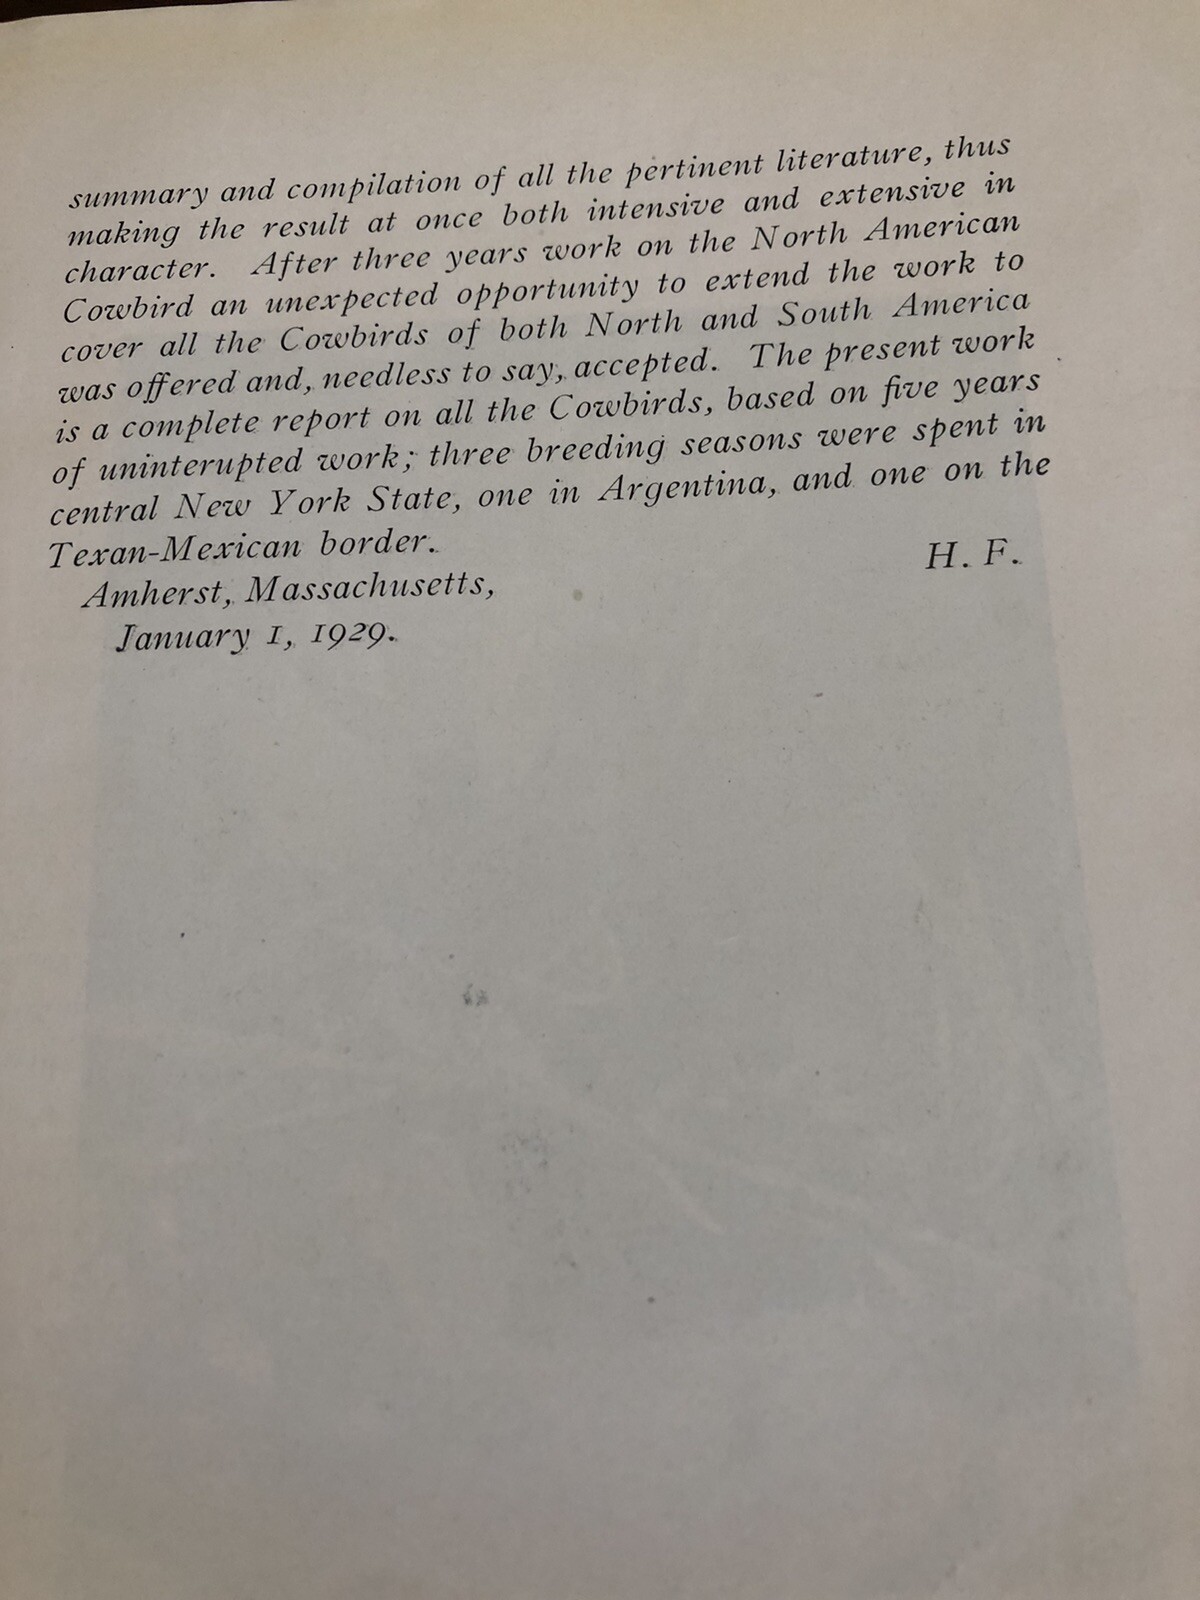 summary and compilation of all the pertinent literature, thus
making the result at once both intensive and extensive in
character. After three years work on the North American
Cowbird an unexpected opportunity to extend the work to
cover all the Cowbirds of both North and South America
was offered and, needless to say, accepted. The present work
is a complete report on all the Cowbirds, based on five years
of uninterupted work; three breeding seasons were spent in
central New York State, one in Argentina, and one on the
Texan-Mexican border.
H. F.
Amherst, Massachusetts,
January 1, 1929.